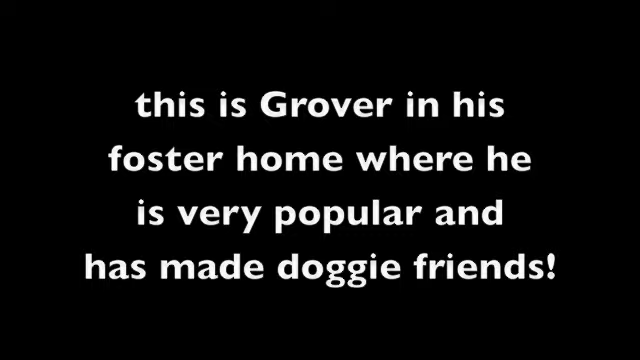 this is Grover in his
foster home where he
is very popular and
has made doggie friends!